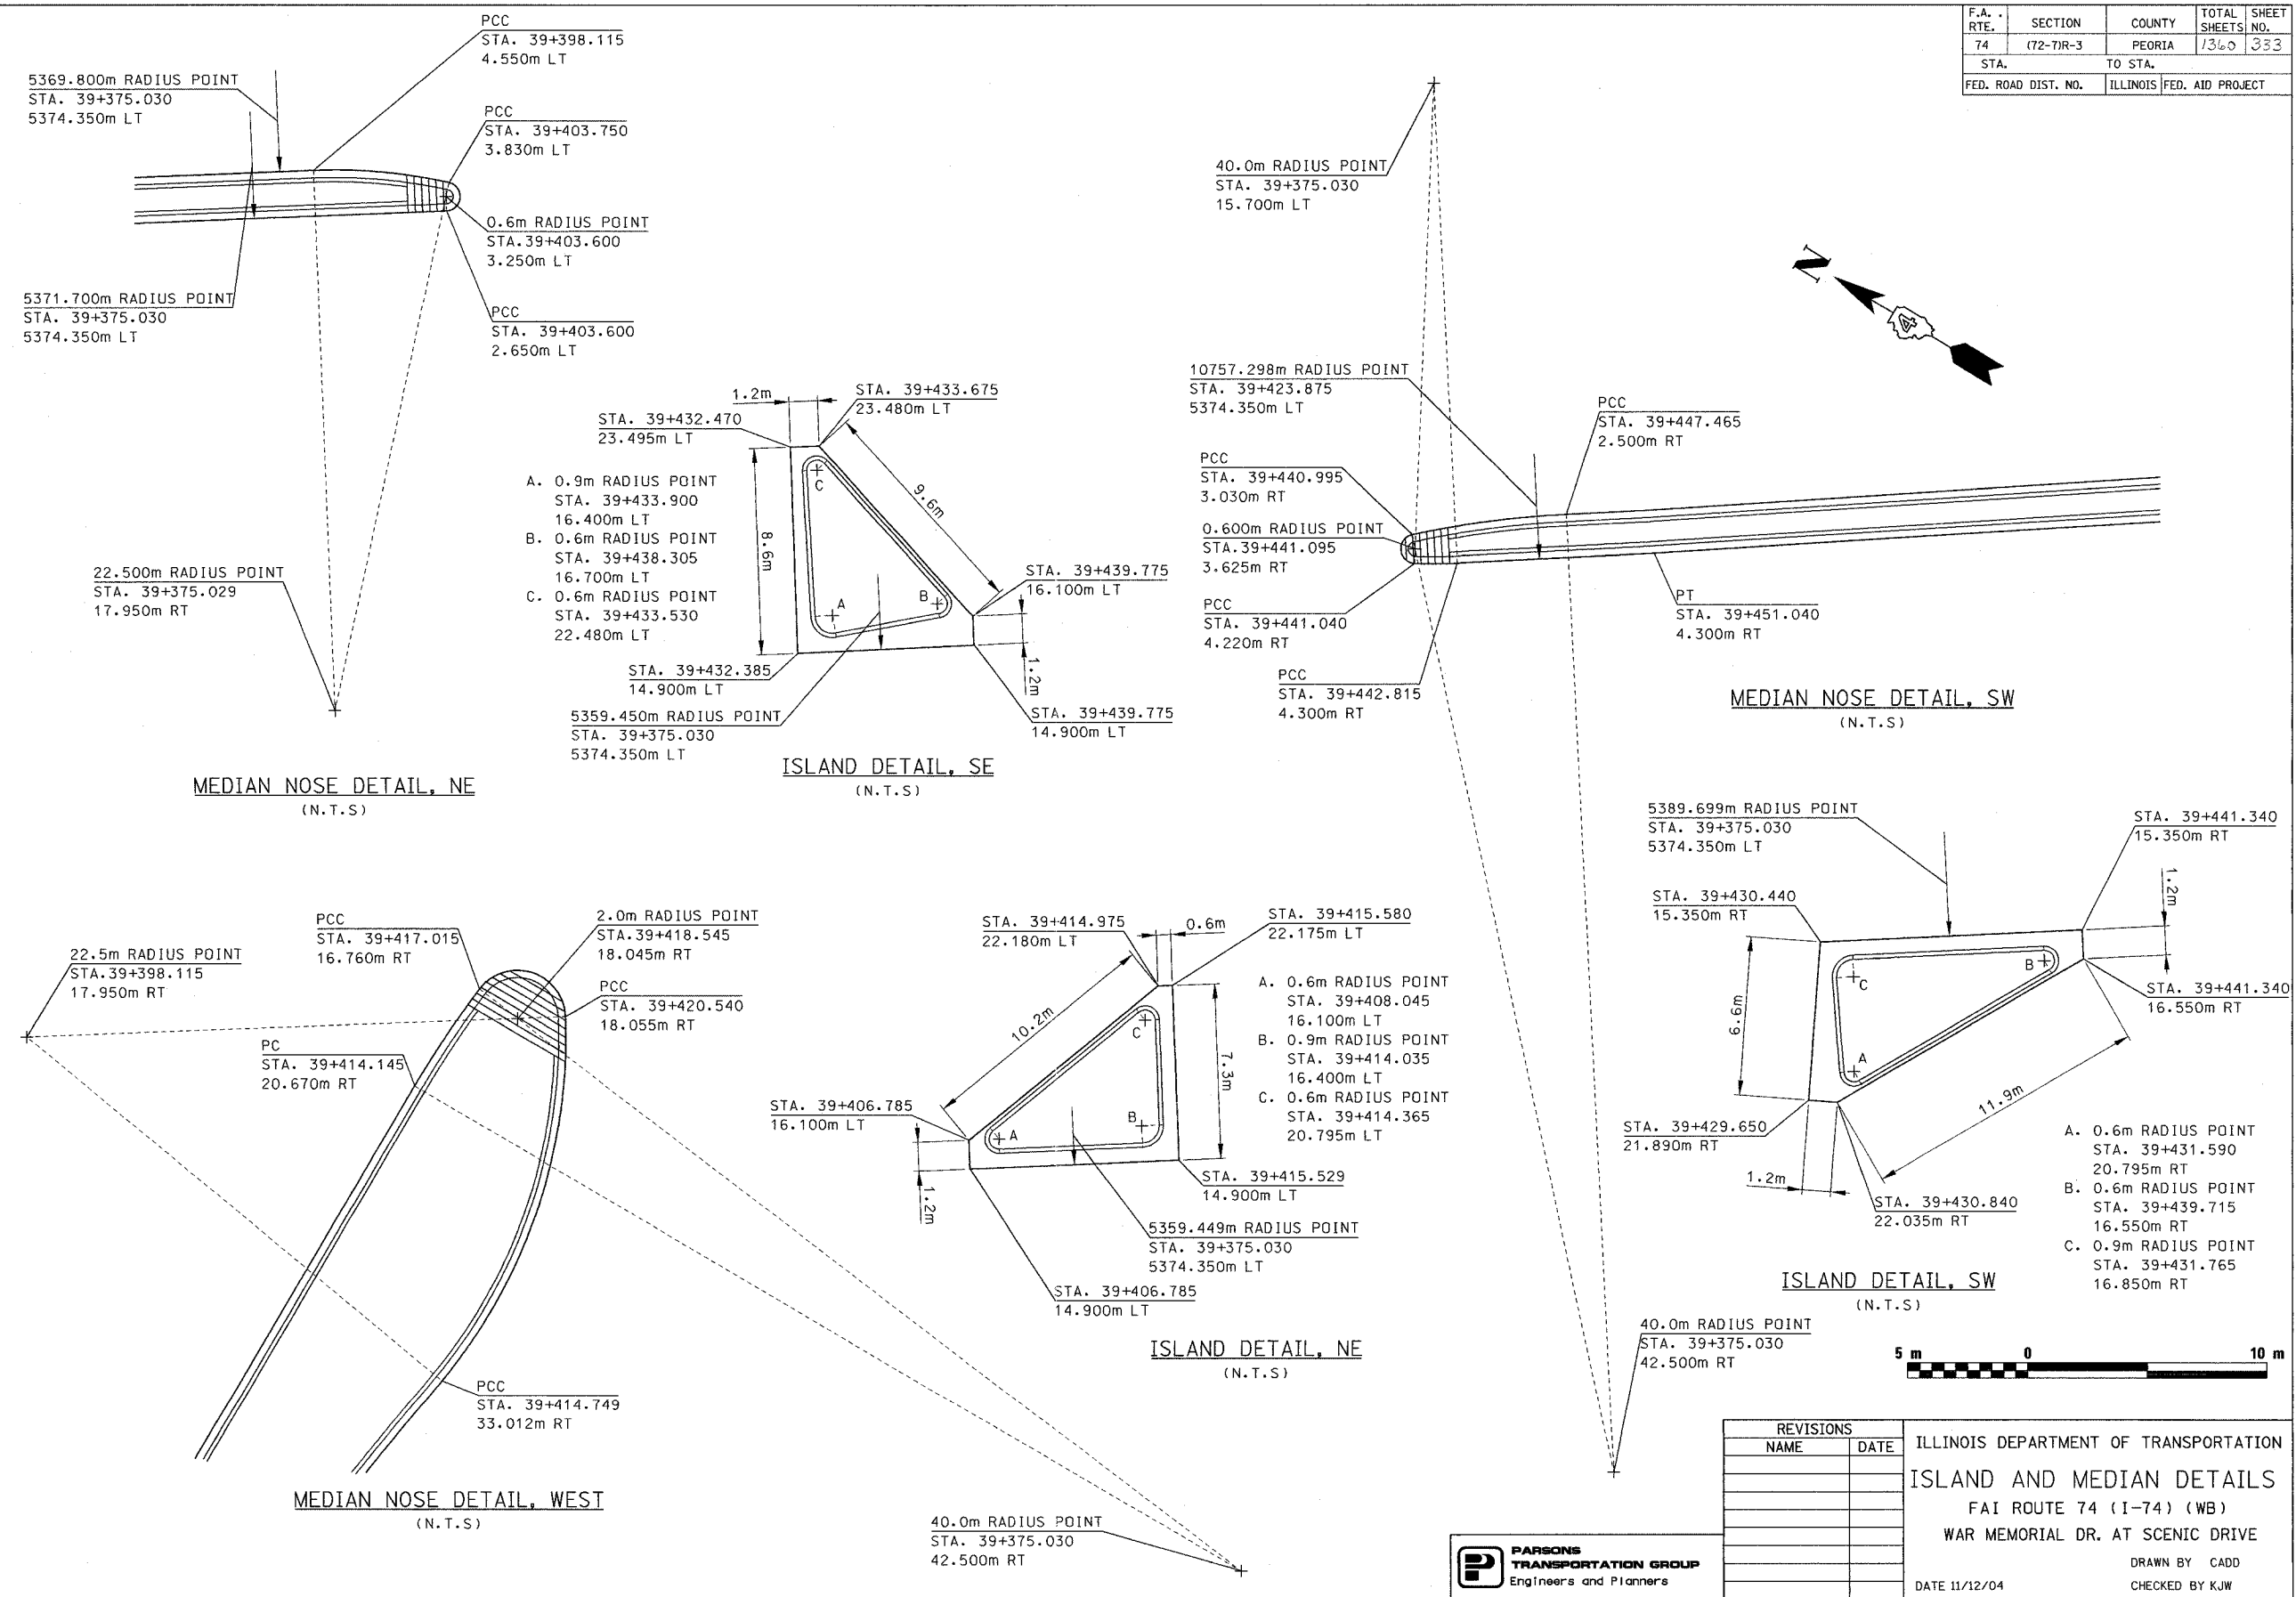 F.A. . RTE. SECTION COUNTY TOTAL SHEETS SHEET NO.
74 (72-7)R-3 PEORIA 1360 333
STA. TO STA.
FED. ROAD DIST. NO. ILLINOIS FED. AID PROJECT
PCC
STA. 39+398.115
4.550m LT
5369.800m RADIUS POINT
STA. 39+375.030
5374.350m LT
PCC
STA. 39+403.750
3.830m LT
0.6m RADIUS POINT
STA.39+403.600
3.250m LT
5371.700m RADIUS POINT
STA. 39+375.030
5374.350m LT
PCC
STA. 39+403.600
2.650m LT
22.500m RADIUS POINT
STA. 39+375.029
17.950m RT
MEDIAN NOSE DETAIL, NE
(N.T.S)
1.2m
STA. 39+433.675
23.480m LT
STA. 39+432.470
23.495m LT
A. 0.9m RADIUS POINT
STA. 39+433.900
16.400m LT
B. 0.6m RADIUS POINT
STA. 39+438.305
16.700m LT
C. 0.6m RADIUS POINT
STA. 39+433.530
22.480m LT
C
A
B
8.6m
9.6m
STA. 39+439.775
16.100m LT
1.2m
STA. 39+432.385
14.900m LT
5359.450m RADIUS POINT
STA. 39+375.030
5374.350m LT
STA. 39+439.775
14.900m LT
ISLAND DETAIL, SE
(N.T.S)
40.0m RADIUS POINT
STA. 39+375.030
15.700m LT
N
4
10757.298m RADIUS POINT
STA. 39+423.875
5374.350m LT
PCC
STA. 39+447.465
2.500m RT
PCC
STA. 39+440.995
3.030m RT
0.600m RADIUS POINT
STA.39+441.095
3.625m RT
PCC
STA. 39+441.040
4.220m RT
PCC
STA. 39+442.815
4.300m RT
PT
STA. 39+451.040
4.300m RT
MEDIAN NOSE DETAIL, SW
(N.T.S)
22.5m RADIUS POINT
STA.39+398.115
17.950m RT
PCC
STA. 39+417.015
16.760m RT
2.0m RADIUS POINT
STA.39+418.545
18.045m RT
PCC
STA. 39+420.540
18.055m RT
PC
STA. 39+414.145
20.670m RT
PCC
STA. 39+414.749
33.012m RT
MEDIAN NOSE DETAIL, WEST
(N.T.S)
40.0m RADIUS POINT
STA. 39+375.030
42.500m RT
STA. 39+414.975
22.180m LT
0.6m
STA. 39+415.580
22.175m LT
10.2m
7.3m
A
B
C
A. 0.6m RADIUS POINT
STA. 39+408.045
16.100m LT
B. 0.9m RADIUS POINT
STA. 39+414.035
16.400m LT
C. 0.6m RADIUS POINT
STA. 39+414.365
20.795m LT
STA. 39+406.785
16.100m LT
1.2m
STA. 39+415.529
14.900m LT
5359.449m RADIUS POINT
STA. 39+375.030
5374.350m LT
STA. 39+406.785
14.900m LT
ISLAND DETAIL, NE
(N.T.S)
5389.699m RADIUS POINT
STA. 39+375.030
5374.350m LT
STA. 39+441.340
15.350m RT
STA. 39+430.440
15.350m RT
1.2m
C
B
A
6.6m
11.9m
STA. 39+441.340
16.550m RT
STA. 39+429.650
21.890m RT
1.2m
STA. 39+430.840
22.035m RT
A. 0.6m RADIUS POINT
STA. 39+431.590
20.795m RT
B. 0.6m RADIUS POINT
STA. 39+439.715
16.550m RT
C. 0.9m RADIUS POINT
STA. 39+431.765
16.850m RT
ISLAND DETAIL, SW
(N.T.S)
40.0m RADIUS POINT
STA. 39+375.030
42.500m RT
5 m 0 10 m
REVISIONS
NAME DATE
ILLINOIS DEPARTMENT OF TRANSPORTATION
ISLAND AND MEDIAN DETAILS
FAI ROUTE 74 (I-74) (WB)
WAR MEMORIAL DR. AT SCENIC DRIVE
DRAWN BY CADD
DATE 11/12/04 CHECKED BY KJW
PARSONS
TRANSPORTATION GROUP
Engineers and Planners